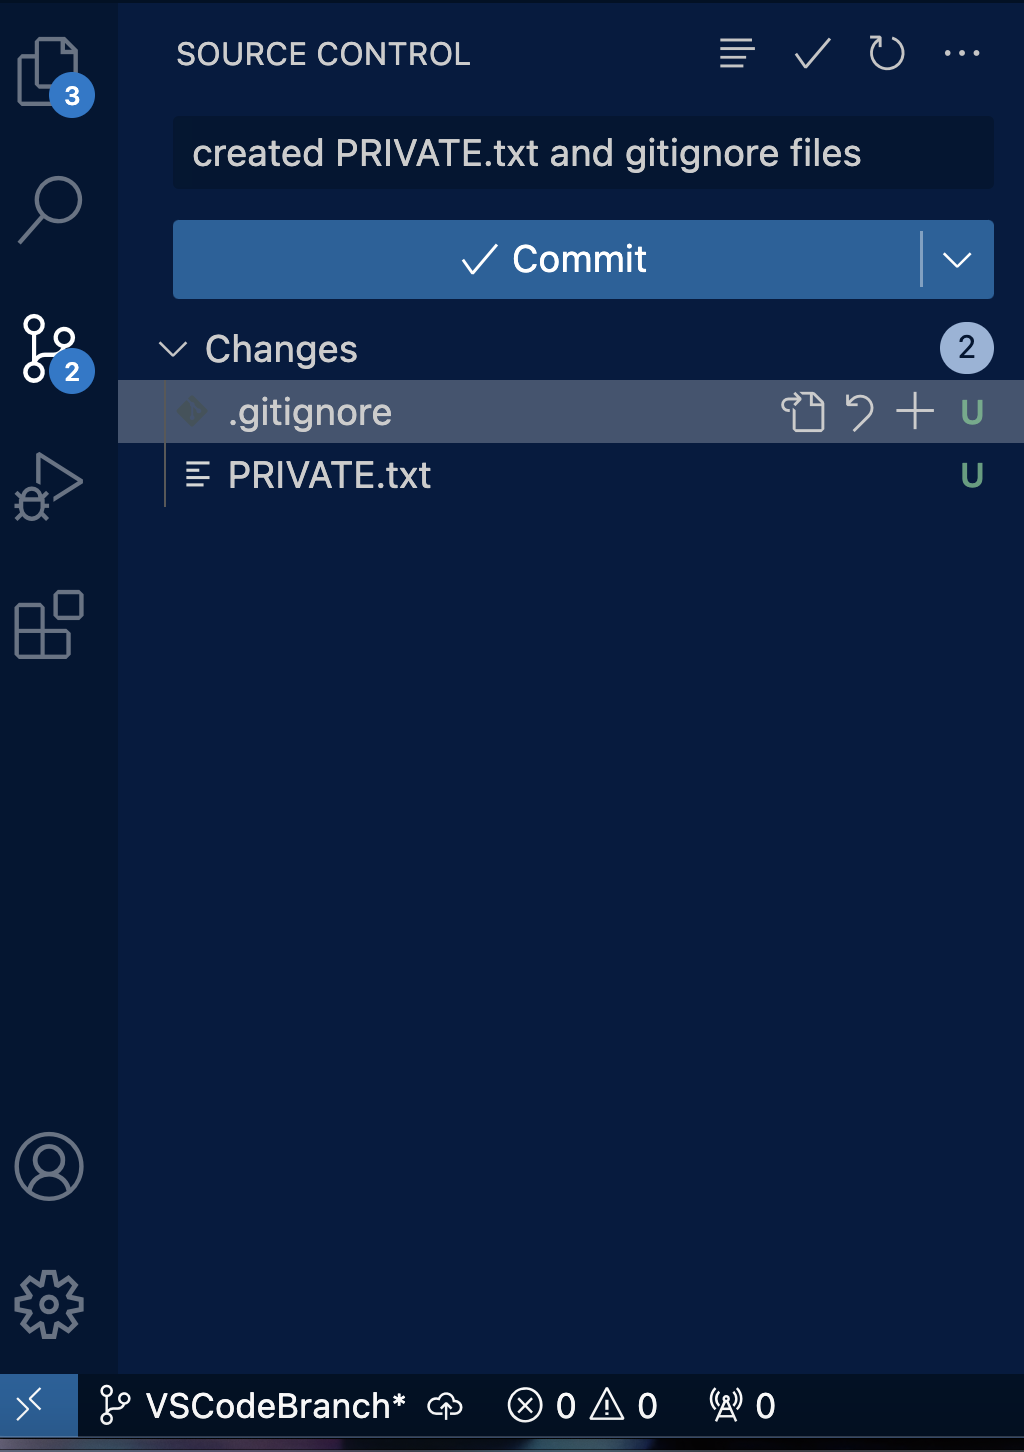 SOURCE CONTROL
3
created PRIVATE.txt and gitignore files
Commit
Changes 2
2
.gitignore U
PRIVATE.txt U
VSCodeBranch* 0 0 0